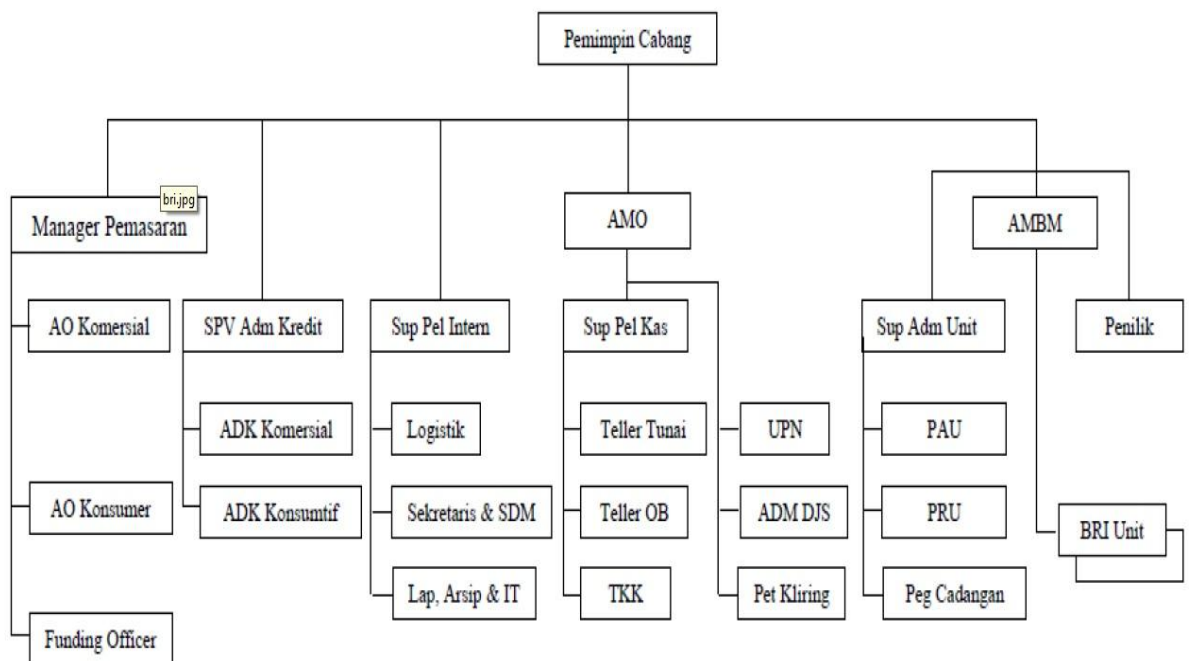 Pemimpin Cabang
bri.jpg
Manager Pemasaran
AMO
AMBM
AO Komersial
SPV Adm Kredit
Sup Pel Intern
Sup Pel Kas
Sup Adm Unit
Penilik
ADK Komersial
Logistik
Teller Tunai
UPN
PAU
AO Konsumer
ADK Konsumtif
Sekretaris & SDM
Teller OB
ADM DJS
PRU
BRI Unit
Lap, Arsip & IT
TKK
Pet Kliring
Peg Cadangan
Funding Officer